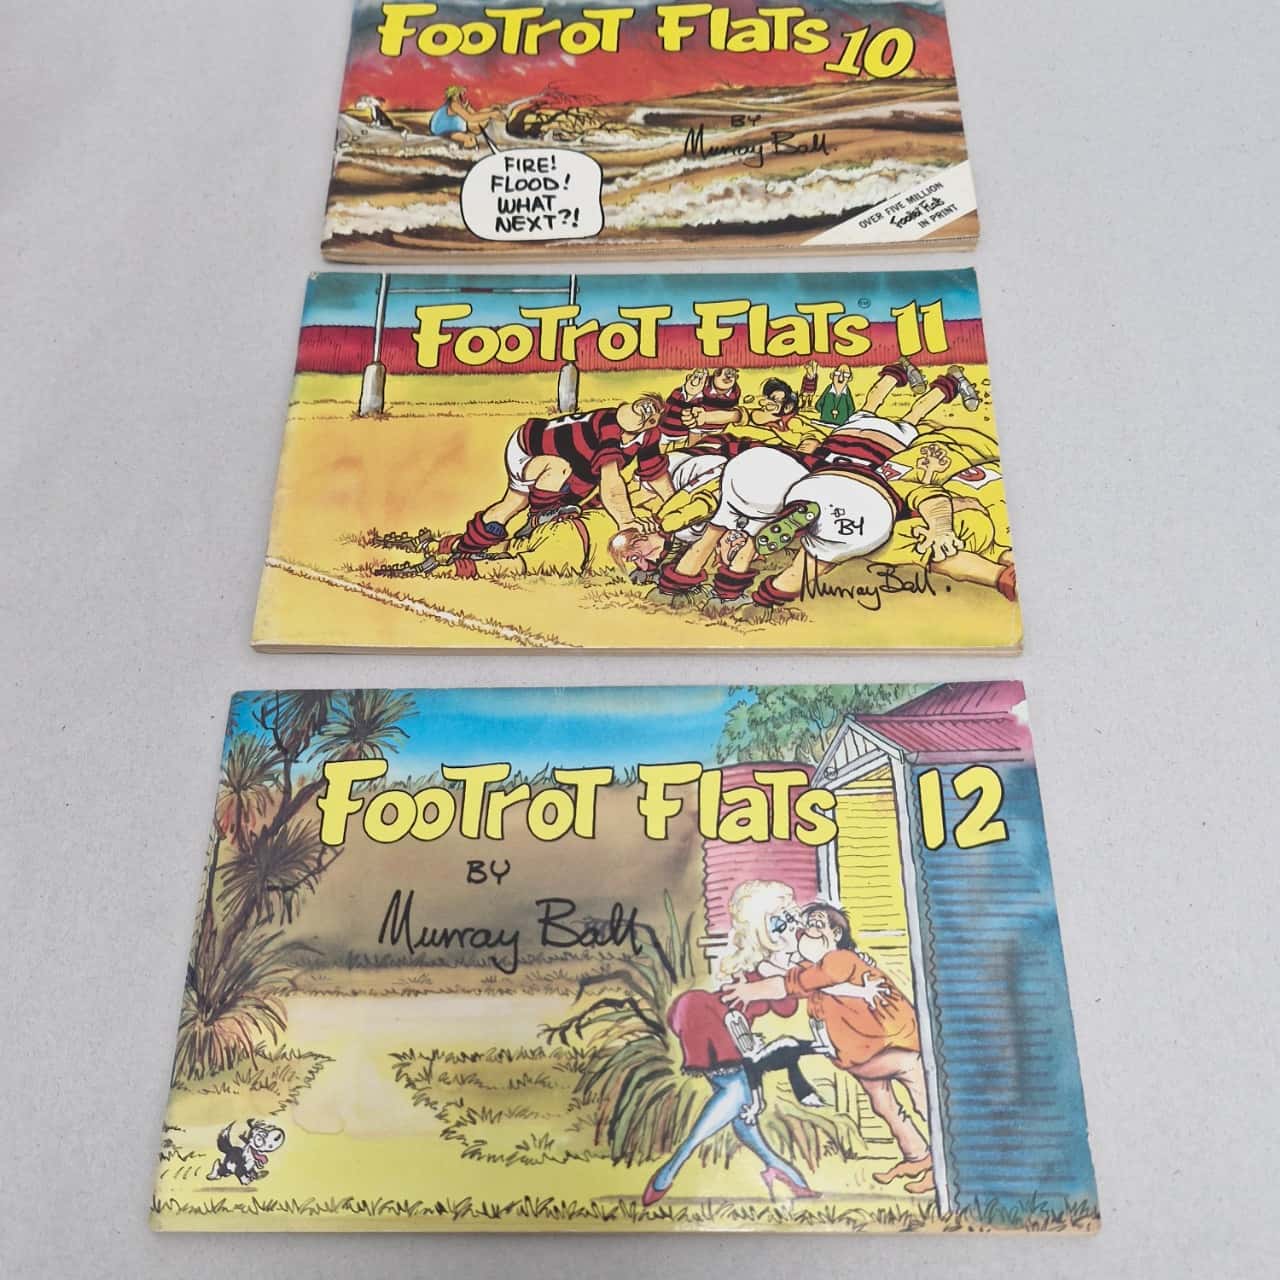 FOOTROT FLATS 10
BY
Murray Ball.
FIRE!
FLOOD!
WHAT
NEXT?!
OVER FIVE MILLION
Footrot Flats
IN PRINT
FOOTROT FLATS 11
BY
Murray Ball.
FOOTROT FLATS 12
BY
Murray Ball